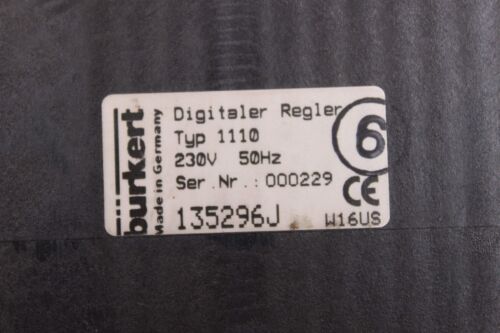 bürkert
Made in Germany
Digitaler Regler
Typ 1110
230V 50Hz
Ser.Nr.: 000229
135296J
6
CE
W16US